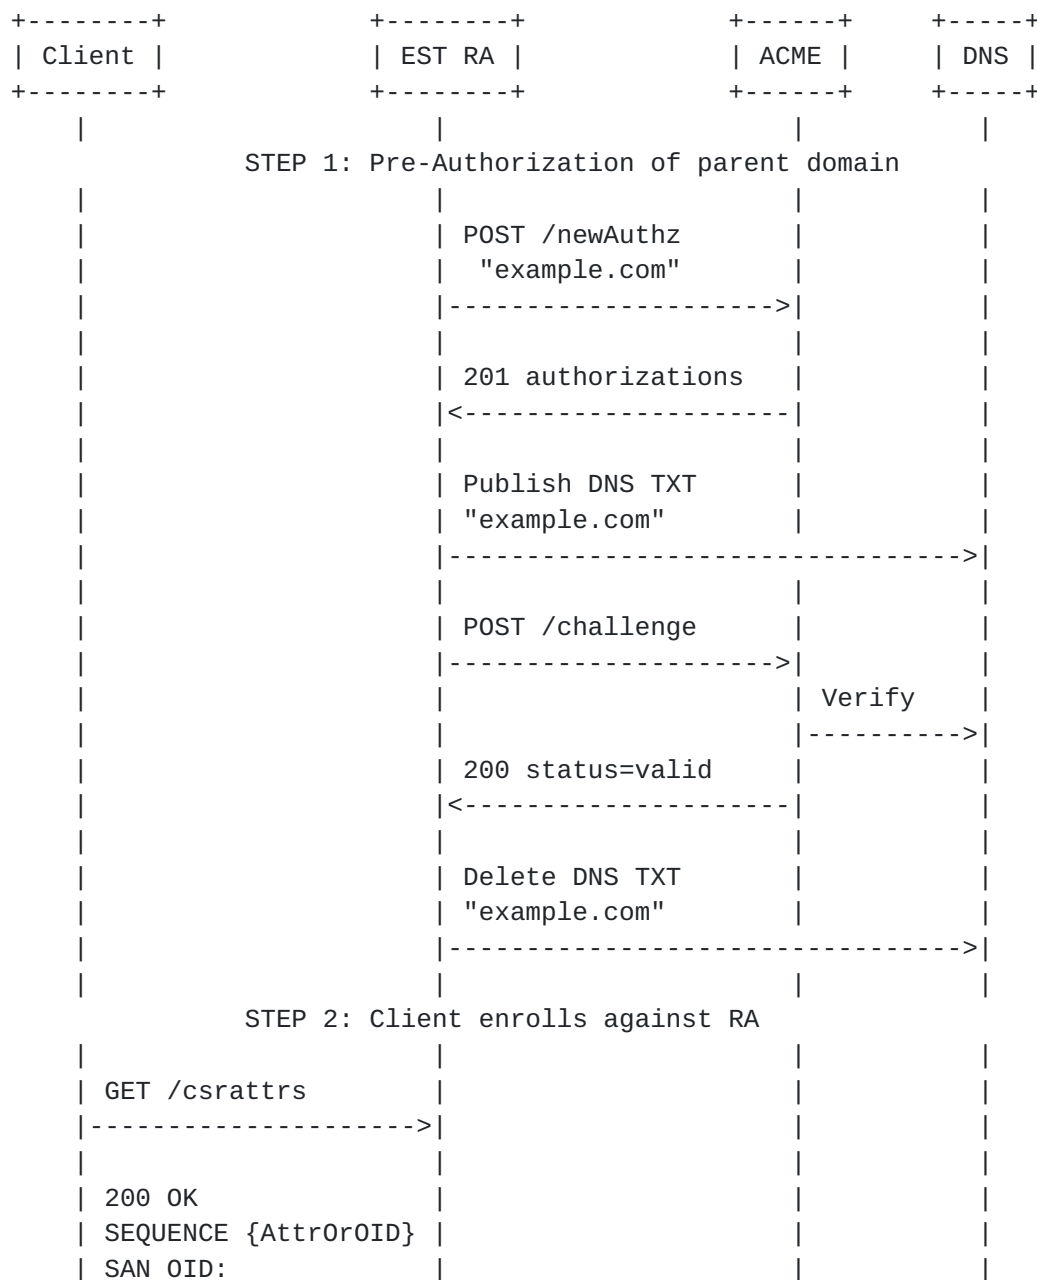 +--------+             +--------+             +------+     +-----+
| Client |             | EST RA |             | ACME |     | DNS |
+--------+             +--------+             +------+     +-----+
    |                      |                      |           |
               STEP 1: Pre-Authorization of parent domain
    |                      |                      |           |
    |                      | POST /newAuthz       |           |
    |                      |  "example.com"       |           |
    |                      |--------------------->|           |
    |                      |                      |           |
    |                      | 201 authorizations   |           |
    |                      |<---------------------|           |
    |                      |                      |           |
    |                      | Publish DNS TXT      |           |
    |                      | "example.com"        |           |
    |                      |--------------------------------->|
    |                      |                      |           |
    |                      | POST /challenge      |           |
    |                      |--------------------->|           |
    |                      |                      | Verify    |
    |                      |                      |---------->|
    |                      | 200 status=valid     |           |
    |                      |<---------------------|           |
    |                      |                      |           |
    |                      | Delete DNS TXT       |           |
    |                      | "example.com"        |           |
    |                      |--------------------------------->|
    |                      |                      |           |
               STEP 2: Client enrolls against RA
    |                      |                      |           |
    | GET /csrattrs        |                      |           |
    |--------------------->|                      |           |
    |                      |                      |           |
    | 200 OK               |                      |           |
    | SEQUENCE {AttrOrOID} |                      |           |
    | SAN OID:             |                      |           |